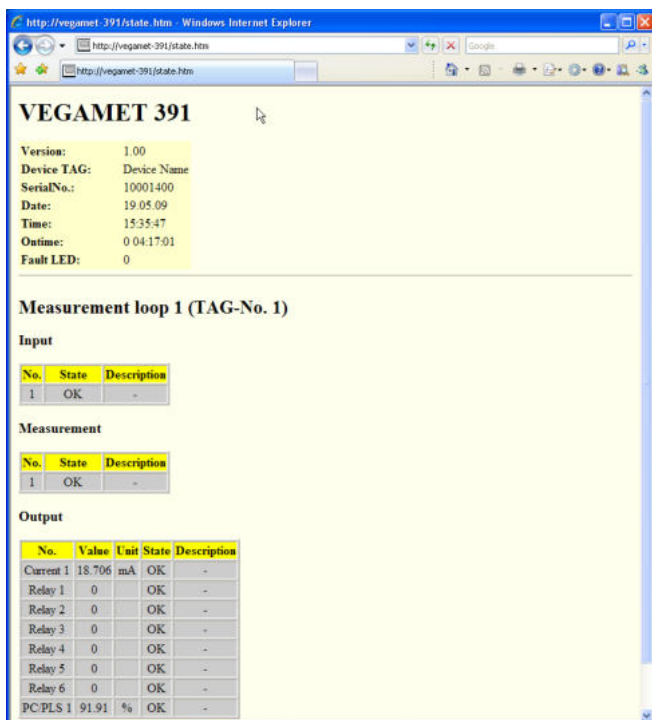 http://vegamet-391/state.htm - Windows Internet Explorer
http://vegamet-391/state.htm
Google
http://vegamet-391/state.htm
VEGAMET 391
Version: 1.00
Device TAG: Device Name
SerialNo.: 10001400
Date: 19.05.09
Time: 15:35:47
Ontime: 0 04:17:01
Fault LED: 0
Measurement loop 1 (TAG-No. 1)
Input
No. State Description
1 OK -
Measurement
No. State Description
1 OK -
Output
No. Value Unit State Description
Current 1 18.706 mA OK -
Relay 1 0 OK -
Relay 2 0 OK -
Relay 3 0 OK -
Relay 4 0 OK -
Relay 5 0 OK -
Relay 6 0 OK -
PC/PLS 1 91.91 % OK -